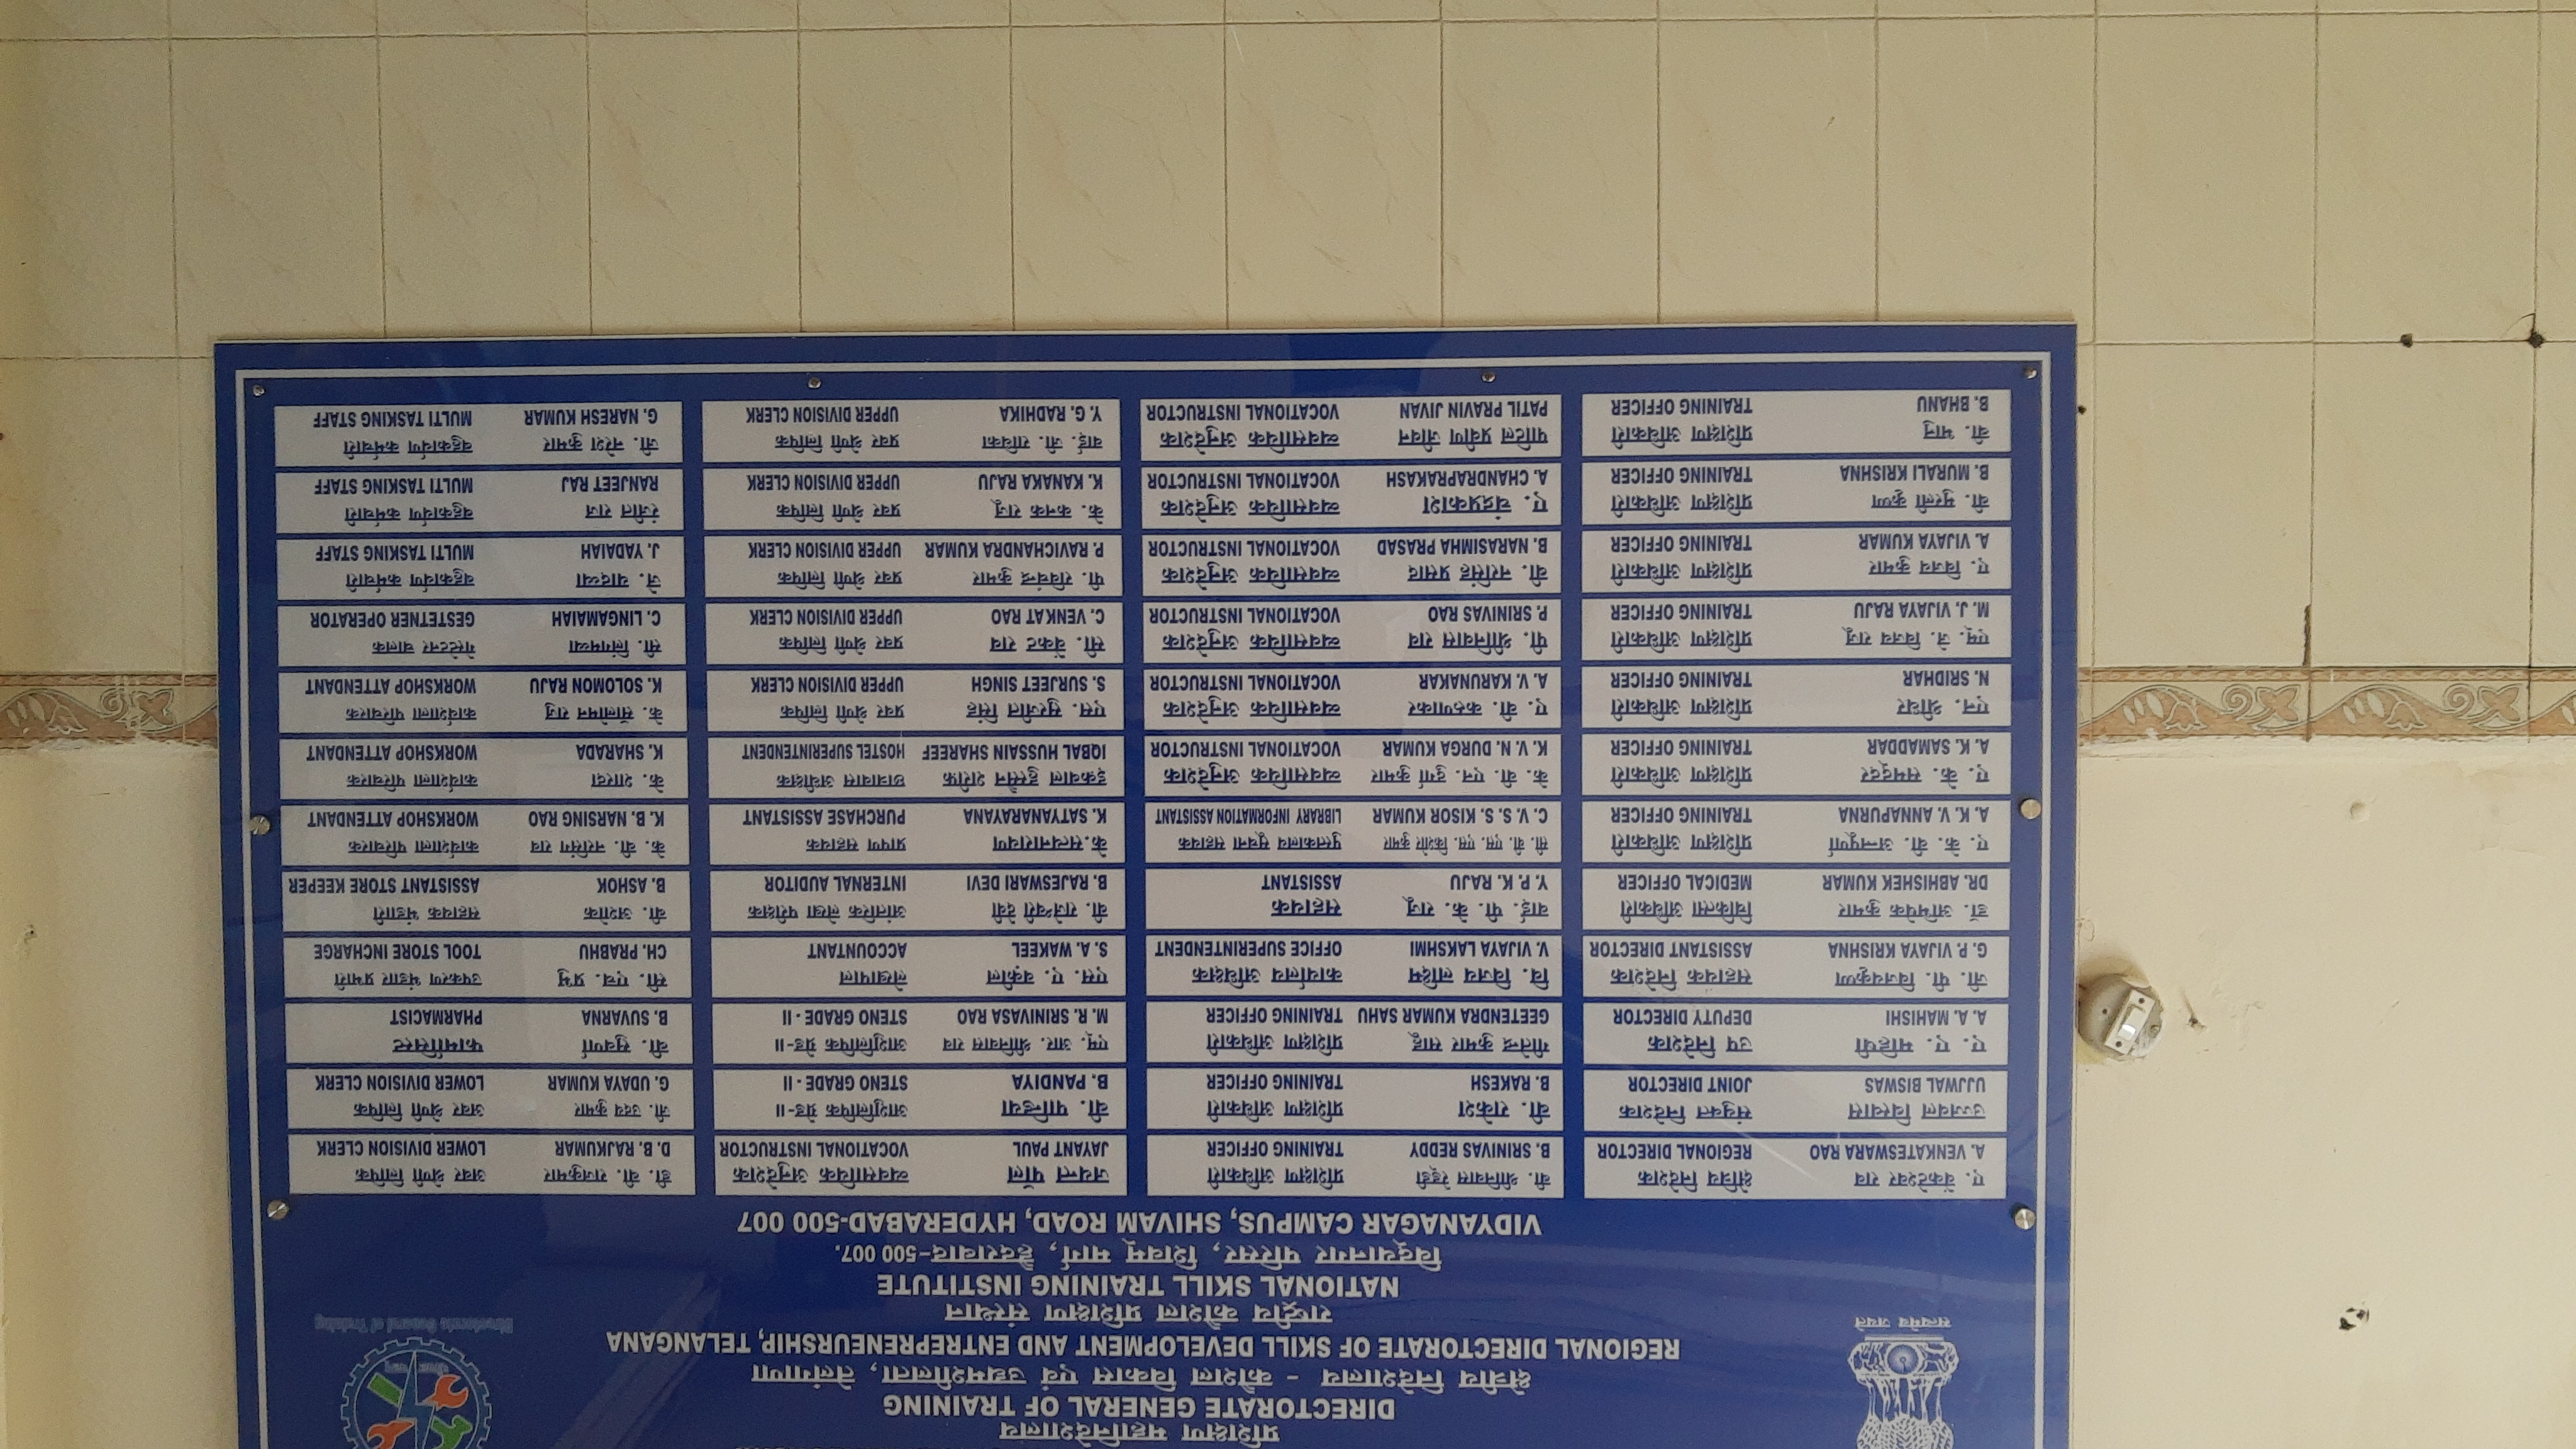 प्रशिक्षण महानिदेशालय
DIRECTORATE GENERAL OF TRAINING
क्षेत्रीय निदेशालय - कौशल विकास एवं उद्यमशीलता, तेलंगाणा
REGIONAL DIRECTORATE OF SKILL DEVELOPMENT AND ENTREPRENEURSHIP, TELANGANA
राष्ट्रीय कौशल प्रशिक्षण संस्थान
NATIONAL SKILL TRAINING INSTITUTE
विद्यानगर परिसर, शिवम् मार्ग, हैदराबाद-500 007.
VIDYANAGAR CAMPUS, SHIVAM ROAD, HYDERABAD-500 007
सत्यमेव जयते
Directorate General of Training
ए. वेंकटेश्वर राव क्षेत्रिय निदेशक
A. VENKATESWARA RAO REGIONAL DIRECTOR
उज्जवल बिस्वास संयुक्त निदेशक
UJJWAL BISWAS JOINT DIRECTOR
ए. ए. महिषी उप निदेशक
A. A. MAHISHI DEPUTY DIRECTOR
जी. पी. विजयकृष्ण सहायक निदेशक
G. P. VIJAYA KRISHNA ASSISTANT DIRECTOR
डॉ. अभिषेक कुमार चिकित्सा अधिकारी
DR. ABHISHEK KUMAR MEDICAL OFFICER
ए. के. वी. अन्नपूर्णा प्रशिक्षण अधिकारी
A. K. V. ANNAPURNA TRAINING OFFICER
ए. के. समद्दर प्रशिक्षण अधिकारी
A. K. SAMADDAR TRAINING OFFICER
एन. श्रीधर प्रशिक्षण अधिकारी
N. SRIDHAR TRAINING OFFICER
एम्. जे. विजय राजू प्रशिक्षण अधिकारी
M. J. VIJAYA RAJU TRAINING OFFICER
ए. विजय कुमार प्रशिक्षण अधिकारी
A. VIJAYA KUMAR TRAINING OFFICER
बी. मुरली कृष्ण प्रशिक्षण अधिकारी
B. MURALI KRISHNA TRAINING OFFICER
बी. भानु प्रशिक्षण अधिकारी
B. BHANU TRAINING OFFICER
बी. श्रीनिवास रेड्डी प्रशिक्षण अधिकारी
B. SRINIVAS REDDY TRAINING OFFICER
बी. राकेश प्रशिक्षण अधिकारी
B. RAKESH TRAINING OFFICER
गीतेन्द्र कुमार साहू प्रशिक्षण अधिकारी
GEETENDRA KUMAR SAHU TRAINING OFFICER
वि. विजय लक्ष्मि कार्यालय अधिक्षक
V. VIJAYA LAKSHMI OFFICE SUPERINTENDENT
वाई. पी. के. राजू सहायक
Y. P. K. RAJU ASSISTANT
सी. वी. एस. एस. किशोर कुमार पुस्तकालय सूचना सहायक
C. V. S. S. KISOR KUMAR LIBRARY INFORMATION ASSISTANT
के. वी. एन. दुर्गा कुमार व्यवसायिक अनुदेशक
K. V. N. DURGA KUMAR VOCATIONAL INSTRUCTOR
ए. वी. करुणाकर व्यवसायिक अनुदेशक
A. V. KARUNAKAR VOCATIONAL INSTRUCTOR
पी. श्रीनिवास राव व्यवसायिक अनुदेशक
P. SRINIVAS RAO VOCATIONAL INSTRUCTOR
बी. नरसिंह प्रसाद व्यवसायिक अनुदेशक
B. NARASIMHA PRASAD VOCATIONAL INSTRUCTOR
ए. चंद्रप्रकाश व्यवसायिक अनुदेशक
A. CHANDRAPRAKASH VOCATIONAL INSTRUCTOR
पाटिल प्रवीण जीवन व्यवसायिक अनुदेशक
PATIL PRAVIN JIVAN VOCATIONAL INSTRUCTOR
जयन्त पॉल व्यवसायिक अनुदेशक
JAYANT PAUL VOCATIONAL INSTRUCTOR
बी. पान्डिया आशुलिपिक ग्रेड-II
B. PANDIYA STENO GRADE - II
एम्. आर. श्रीनिवास राव आशुलिपिक ग्रेड-II
M. R. SRINIVASA RAO STENO GRADE - II
एस. ए. वक़ील लेखापाल
S. A. WAKEEL ACCOUNTANT
बी. राजेश्वरी देवी आंतरिक लेखा परीक्षक
B. RAJESWARI DEVI INTERNAL AUDITOR
के.सत्यनारायण प्रापण सहायक
K. SATYANARAYANA PURCHASE ASSISTANT
इक़बाल हुस्सैन शरीफ़ छात्रावास अधीक्षक
IQBAL HUSSAIN SHAREEF HOSTEL SUPERINTENDENT
एस. सुरजीत सिंह प्रवर श्रेणी लिपिक
S. SURJEET SINGH UPPER DIVISION CLERK
सी. वेंकट राव प्रवर श्रेणी लिपिक
C. VENKAT RAO UPPER DIVISION CLERK
पी. रविचंन्द्र कुमार प्रवर श्रेणी लिपिक
P. RAVICHANDRA KUMAR UPPER DIVISION CLERK
के. कनक राजू प्रवर श्रेणी लिपिक
K. KANAKA RAJU UPPER DIVISION CLERK
वाई. जी. राधिका प्रवर श्रेणी लिपिक
Y. G. RADHIKA UPPER DIVISION CLERK
डी. बी. राजकुमार अवर श्रेणी लिपिक
D. B. RAJKUMAR LOWER DIVISION CLERK
जी. उदय कुमार अवर श्रेणी लिपिक
G. UDAYA KUMAR LOWER DIVISION CLERK
बी. सुवर्णा फार्मासिस्ट
B. SUVARNA PHARMACIST
सी. एच. प्रभु उपकरण भंडाार प्रभारी
CH. PRABHU TOOL STORE INCHARGE
बी. अशोक सहायक भंडाारी
B. ASHOK ASSISTANT STORE KEEPER
के. बी. नरसिंग राव कार्यशाला परिचारक
K. B. NARSING RAO WORKSHOP ATTENDANT
के. शारदा कार्यशाला परिचारक
K. SHARADA WORKSHOP ATTENDANT
के. सॉलोमन राजु कार्यशाला परिचारक
K. SOLOMON RAJU WORKSHOP ATTENDANT
सी. लिंगमय्या गेस्टेटनर चालक
C. LINGAMAIAH GESTETNER OPERATOR
जे. यादय्या बहुकार्यण कर्मचारी
J. YADAIAH MULTI TASKING STAFF
रंजीत राज बहुकार्यण कर्मचारी
RANJEET RAJ MULTI TASKING STAFF
जी. नरेश कुमार बहुकार्यण कर्मचारी
G. NARESH KUMAR MULTI TASKING STAFF